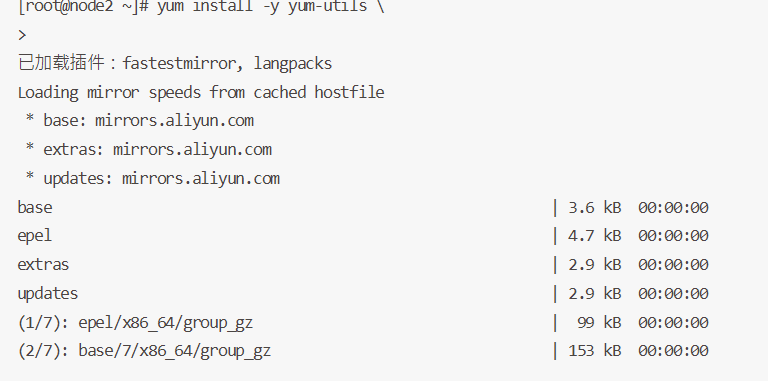 [root@node2 ~]# yum install -y yum-utils \
>
已加载插件：fastestmirror, langpacks
Loading mirror speeds from cached hostfile
 * base: mirrors.aliyun.com
 * extras: mirrors.aliyun.com
 * updates: mirrors.aliyun.com
base | 3.6 kB 00:00:00
epel | 4.7 kB 00:00:00
extras | 2.9 kB 00:00:00
updates | 2.9 kB 00:00:00
(1/7): epel/x86_64/group_gz | 99 kB 00:00:00
(2/7): base/7/x86_64/group_gz | 153 kB 00:00:00